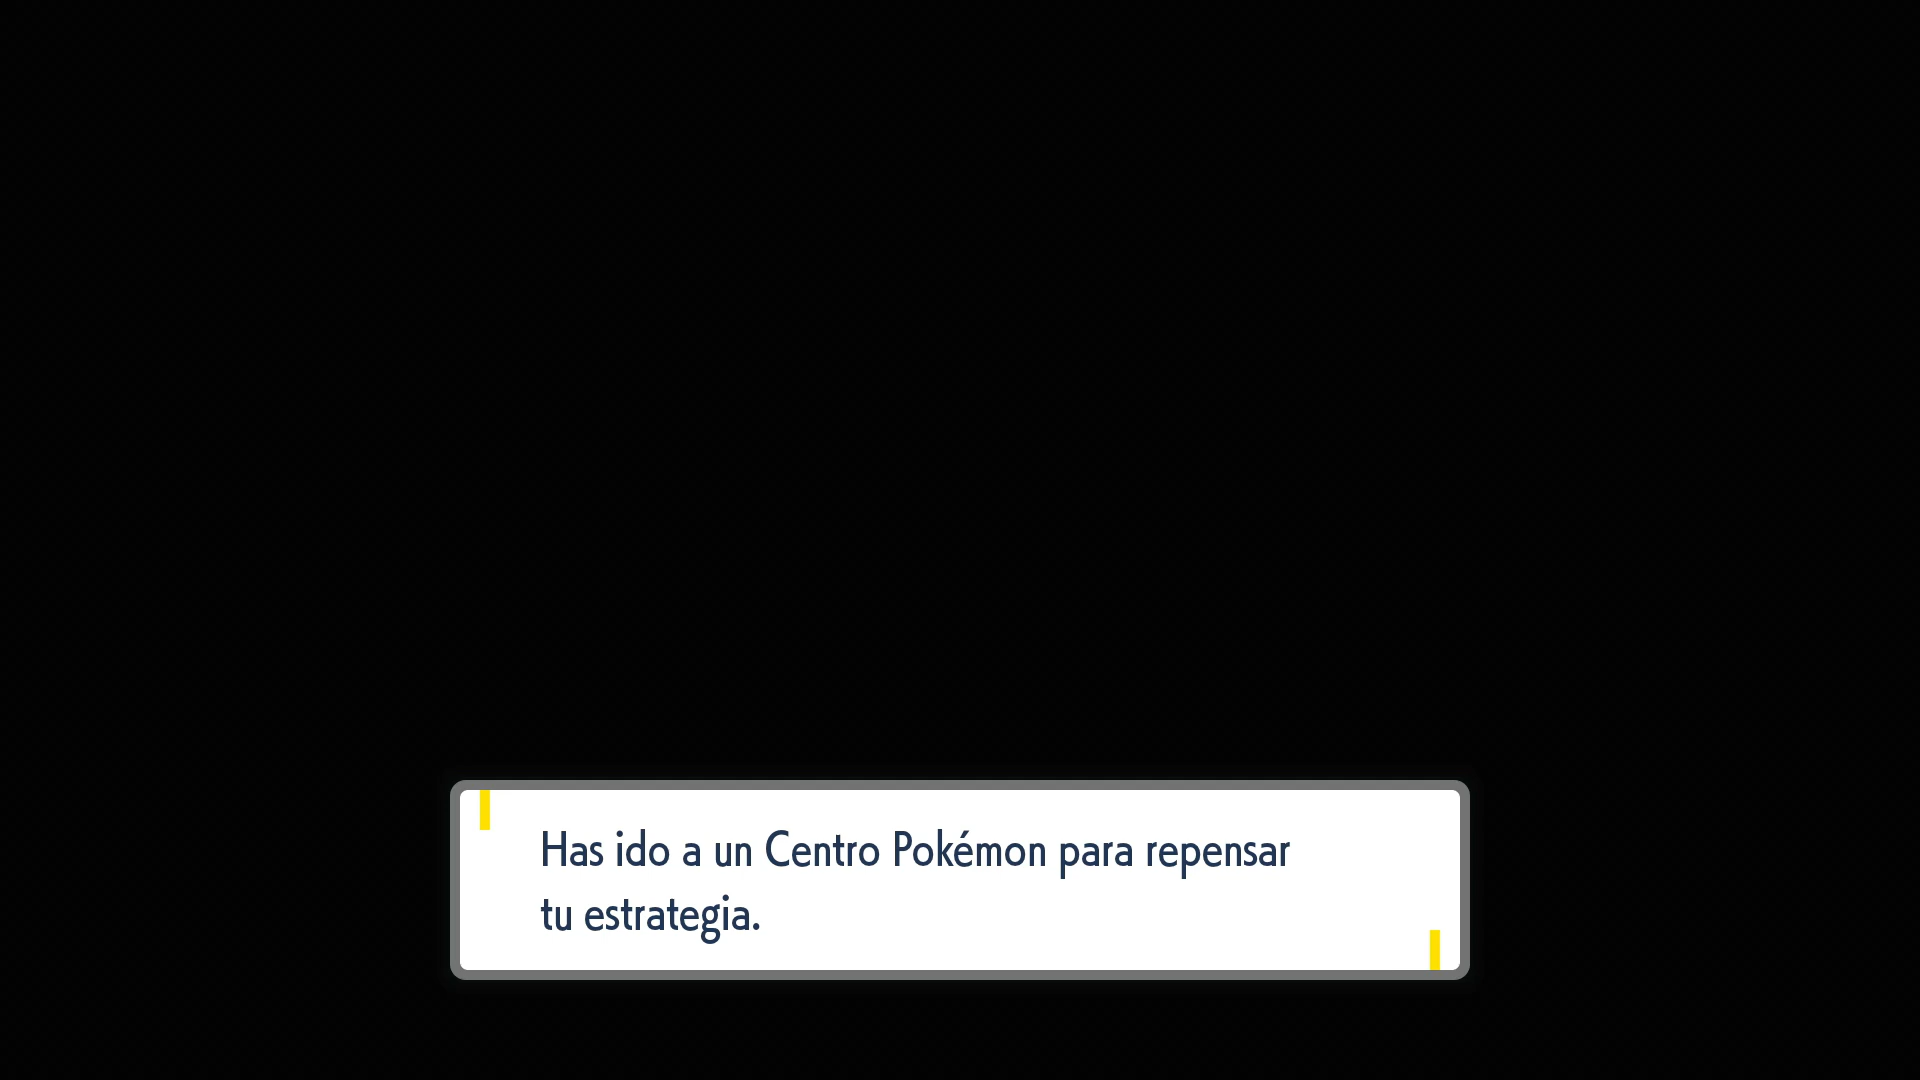 Has ido a un Centro Pokémon para repensar
tu estrategia.